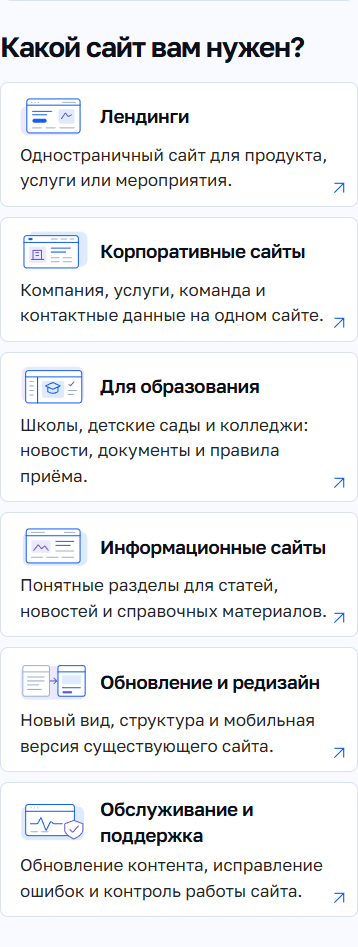 Какой сайт вам нужен?
Лендинги
Одностраничный сайт для продукта,
услуги или мероприятия.
Корпоративные сайты
Компания, услуги, команда и
контактные данные на одном сайте.
Для образования
Школы, детские сады и колледжи:
новости, документы и правила
приёма.
Информационные сайты
Понятные разделы для статей,
новостей и справочных материалов.
Обновление и редизайн
Новый вид, структура и мобильная
версия существующего сайта.
Обслуживание и
поддержка
Обновление контента, исправление
ошибок и контроль работы сайта.